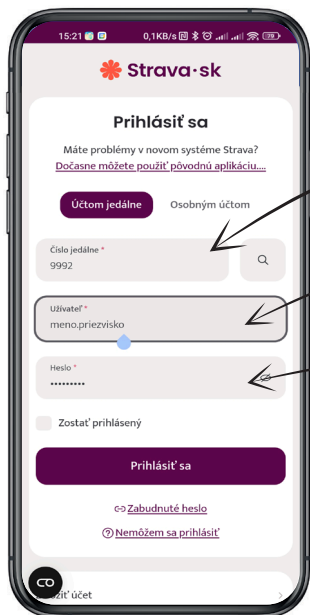 15:21 0,1KB/s 79
Strava·sk
Prihlásiť sa
Máte problémy v novom systéme Strava?
Dočasne môžete použiť pôvodnú aplikáciu....
Účtom jedálne Osobným účtom
Číslo jedálne *
9992
Užívateľ *
meno.priezvisko
Heslo *
•••••••••
Zostať prihlásený
Prihlásiť sa
Zabudnuté heslo
Nemôžem sa prihlásiť
účet